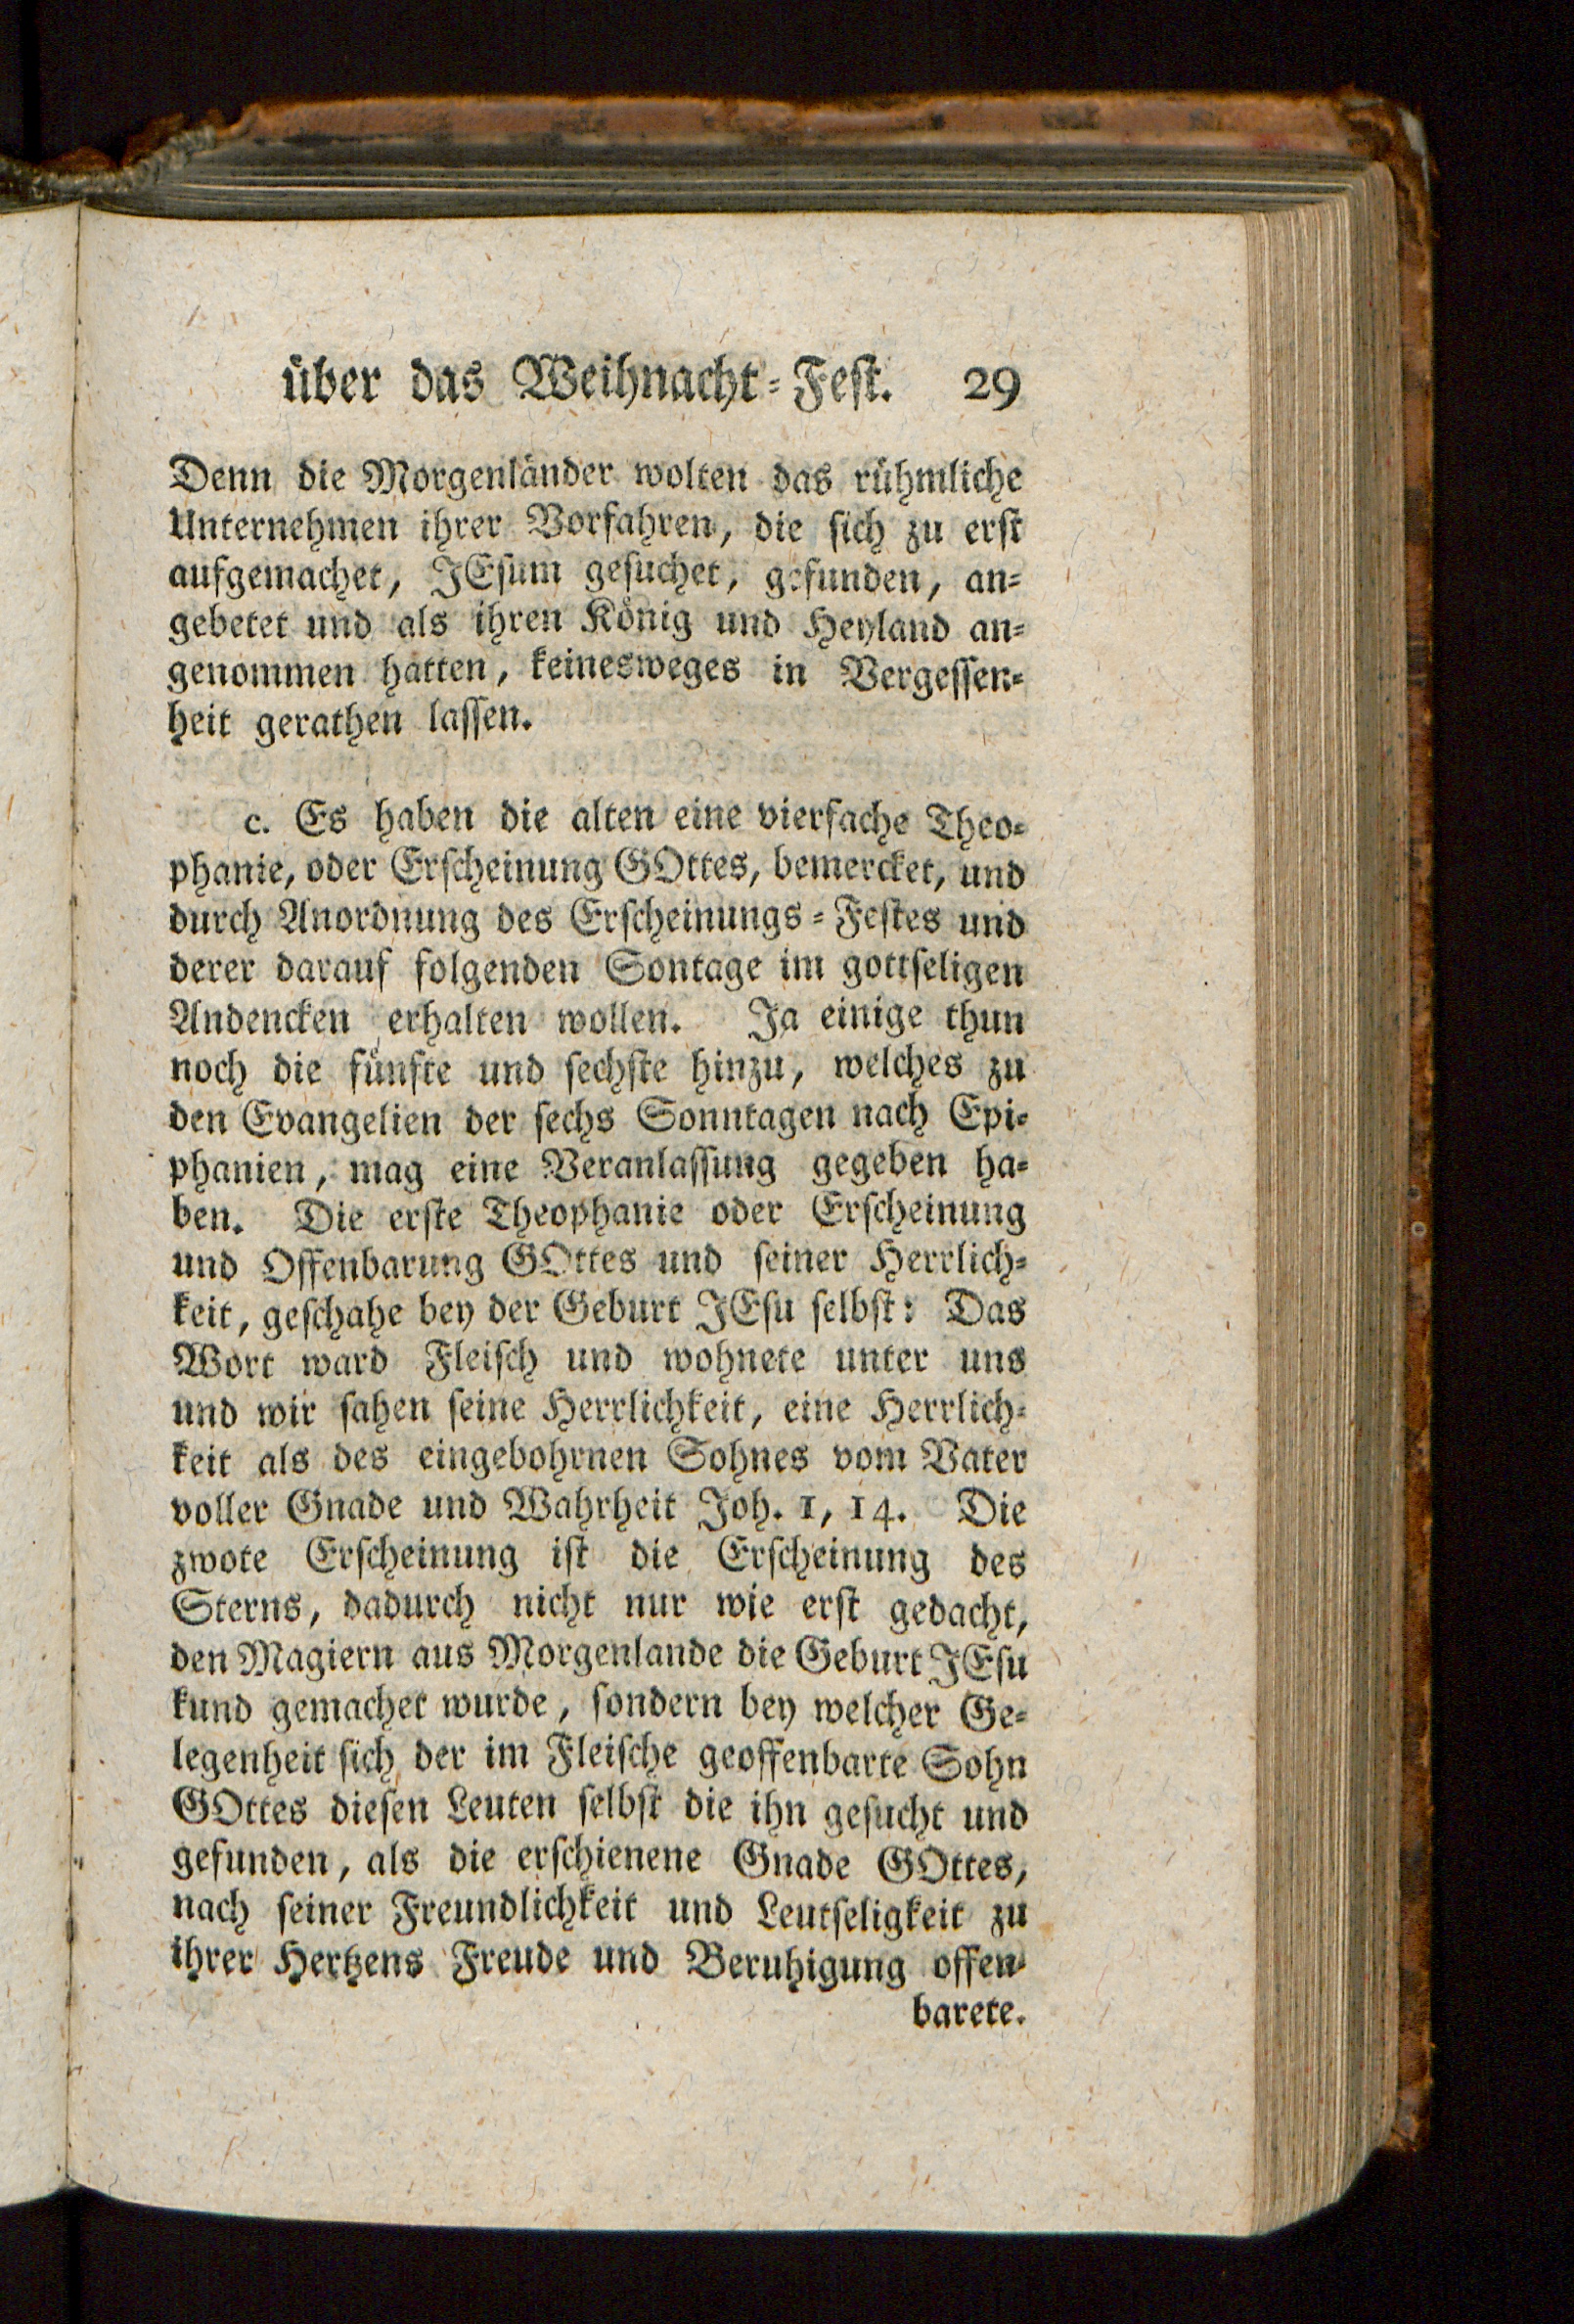 über das Weihnacht-Fest. 29
Denn die Morgenländer wolten das rühmliche
Unternehmen ihrer Vorfahren, die sich zu erst
aufgemachet, JEsum gesuchet, gefunden, an-
gebetet und als ihren König und Heyland an-
genommen hatten, keinesweges in Vergessen-
heit gerathen lassen.
c. Es haben die alten eine vierfache Theo-
phanie, oder Erscheinung GOttes, bemercket, und
durch Anordnung des Erscheinungs-Festes und
derer darauf folgenden Sontage im gottseligen
Andencken erhalten wollen. Ja einige thun
noch die fünfte und sechste hinzu, welches zu
den Evangelien der sechs Sonntagen nach Epi-
phanien, mag eine Veranlassung gegeben ha-
ben. Die erste Theophanie oder Erscheinung
und Offenbarung GOttes und seiner Herrlich-
keit, geschahe bey der Geburt JEsu selbst: Das
Wort ward Fleisch und wohnete unter uns
und wir sahen seine Herrlichkeit, eine Herrlich-
keit als des eingebohrnen Sohnes vom Vater
voller Gnade und Wahrheit Joh. 1, 14. Die
zwote Erscheinung ist die Erscheinung des
Sterns, dadurch nicht nur wie erst gedacht,
den Magiern aus Morgenlande die Geburt JEsu
kund gemachet wurde, sondern bey welcher Ge-
legenheit sich der im Fleische geoffenbarte Sohn
GOttes diesen Leuten selbst die ihn gesucht und
gefunden, als die erschienene Gnade GOttes,
nach seiner Freundlichkeit und Leutseligkeit zu
ihrer Hertzens Freude und Beruhigung offen-
barete.